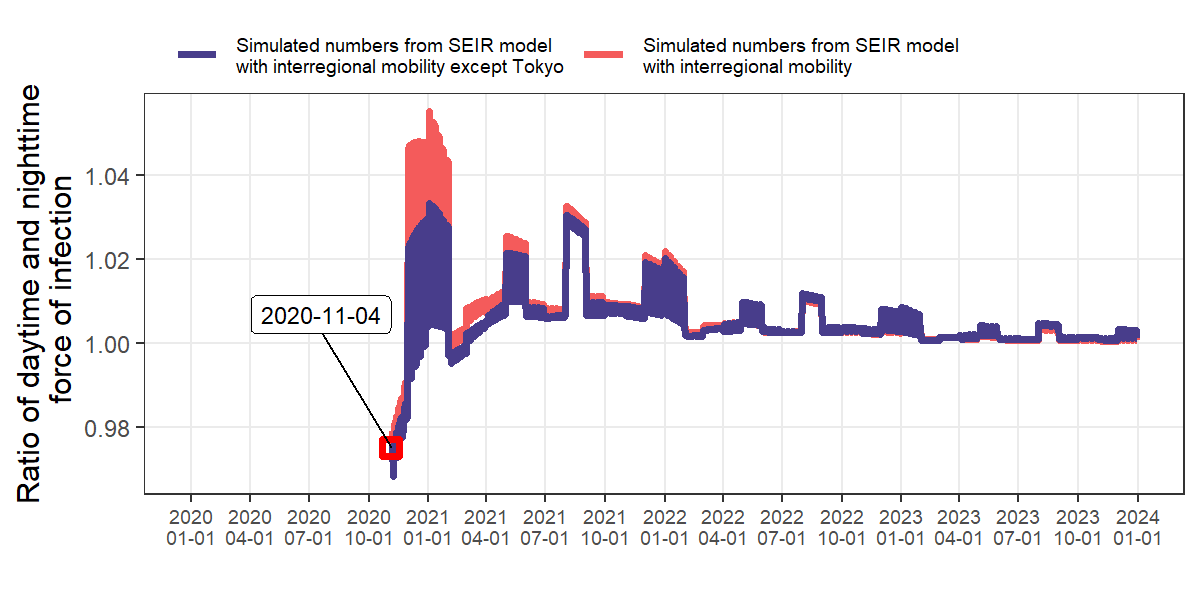 Simulated numbers from SEIR model
with interregional mobility except Tokyo
Simulated numbers from SEIR model
with interregional mobility
Ratio of daytime and nighttime
force of infection
1.04
1.02
1.00
0.98
2020-11-04
2020 2020 2020 2020 2021 2021 2021 2021 2022 2022 2022 2022 2023 2023 2023 2023 2024
01-01 04-01 07-01 10-01 01-01 04-01 07-01 10-01 01-01 04-01 07-01 10-01 01-01 04-01 07-01 10-01 01-01